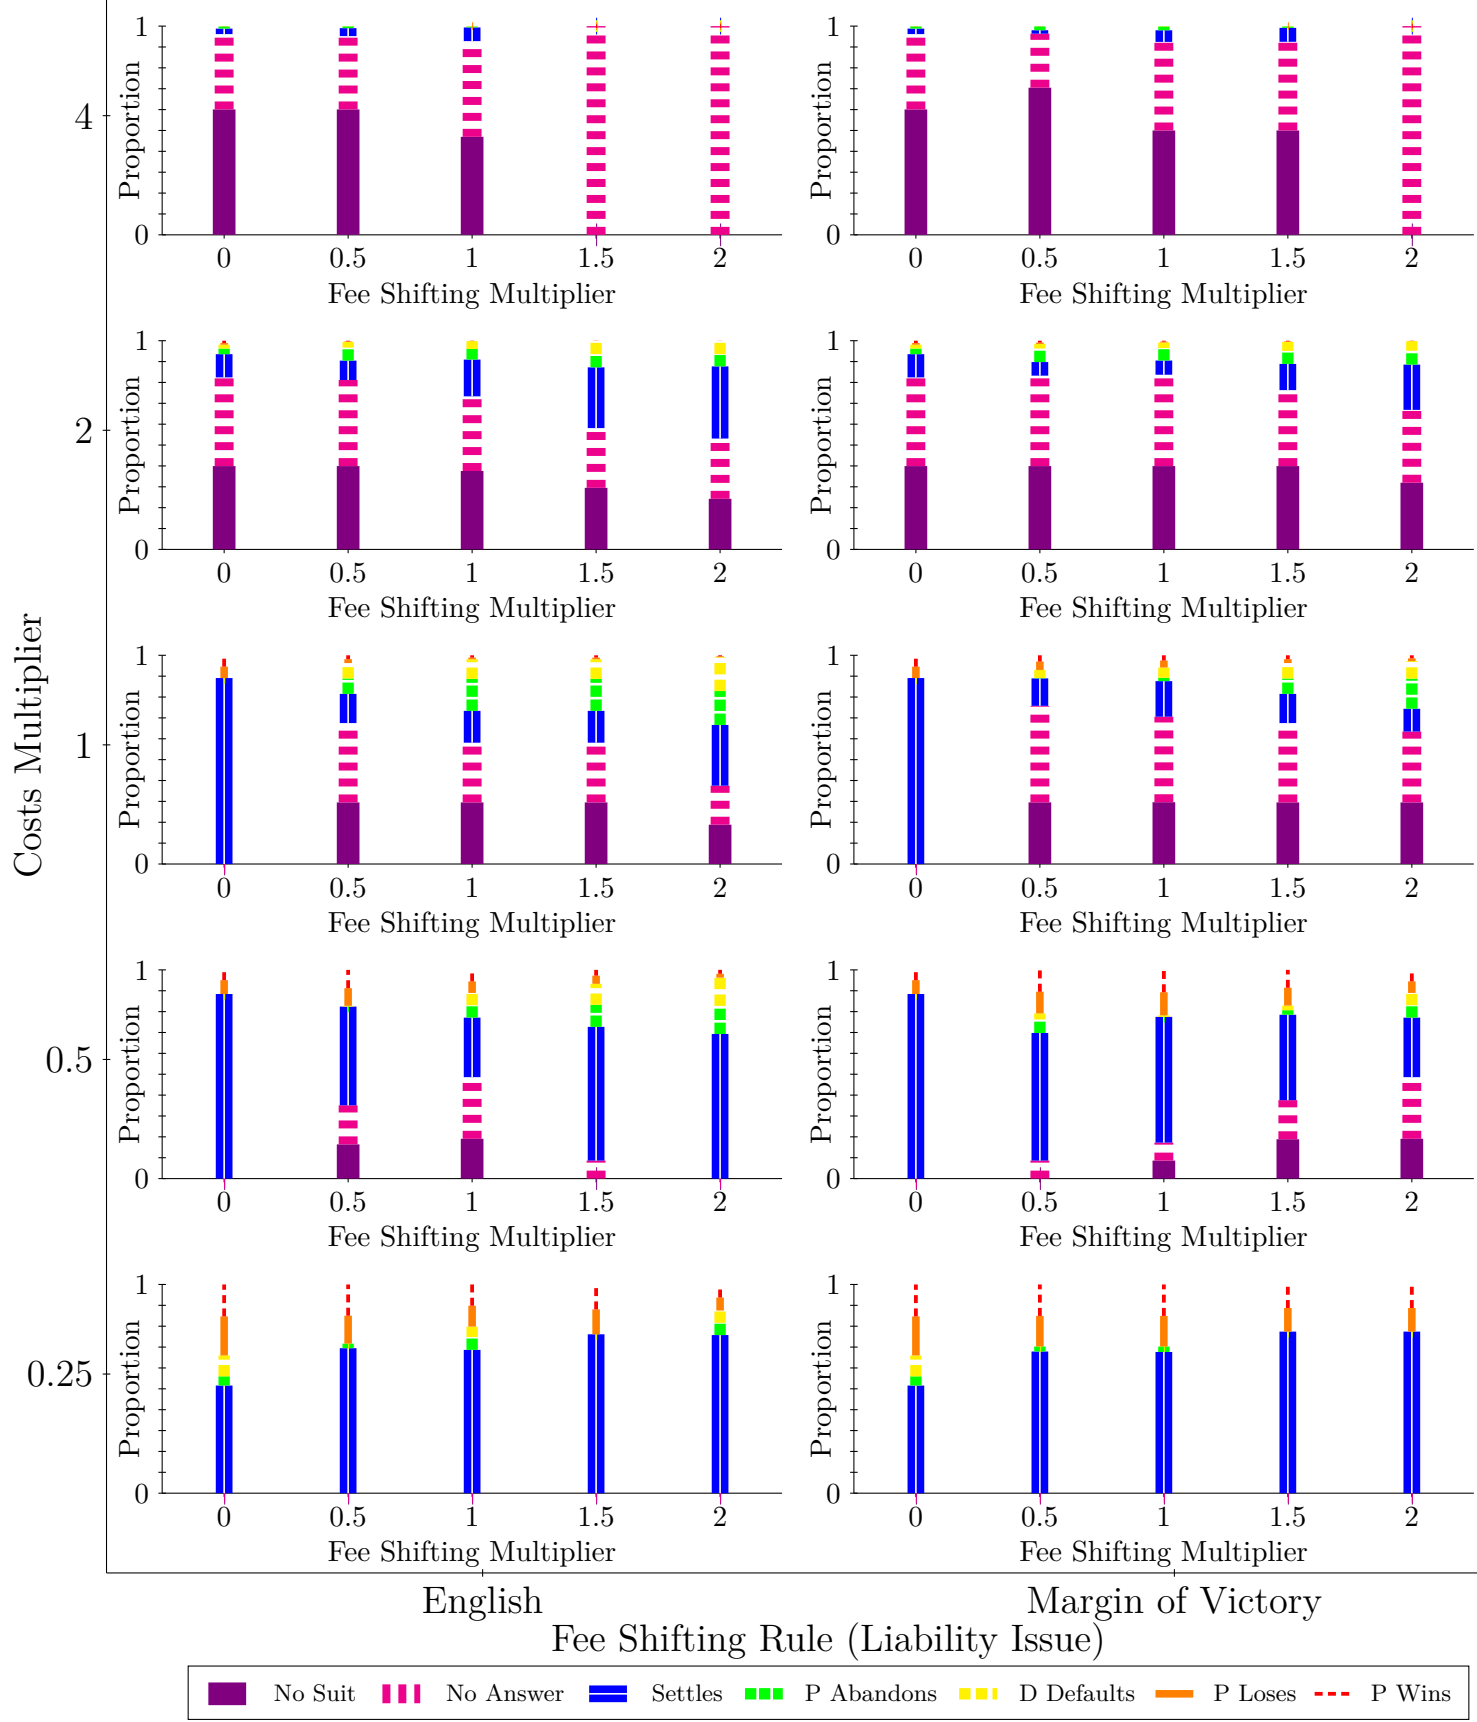 1
Proportion
0
0 0.5 1 1.5 2
Fee Shifting Multiplier
1
Proportion
0
0 0.5 1 1.5 2
Fee Shifting Multiplier
4
1
Proportion
0
0 0.5 1 1.5 2
Fee Shifting Multiplier
1
Proportion
0
0 0.5 1 1.5 2
Fee Shifting Multiplier
2
Costs Multiplier
1
Proportion
0
0 0.5 1 1.5 2
Fee Shifting Multiplier
1
Proportion
0
0 0.5 1 1.5 2
Fee Shifting Multiplier
1
1
Proportion
0
0 0.5 1 1.5 2
Fee Shifting Multiplier
1
Proportion
0
0 0.5 1 1.5 2
Fee Shifting Multiplier
0.5
1
Proportion
0
0 0.5 1 1.5 2
Fee Shifting Multiplier
1
Proportion
0
0 0.5 1 1.5 2
Fee Shifting Multiplier
0.25
English
Margin of Victory
Fee Shifting Rule (Liability Issue)
No Suit No Answer Settles P Abandons D Defaults P Loses P Wins